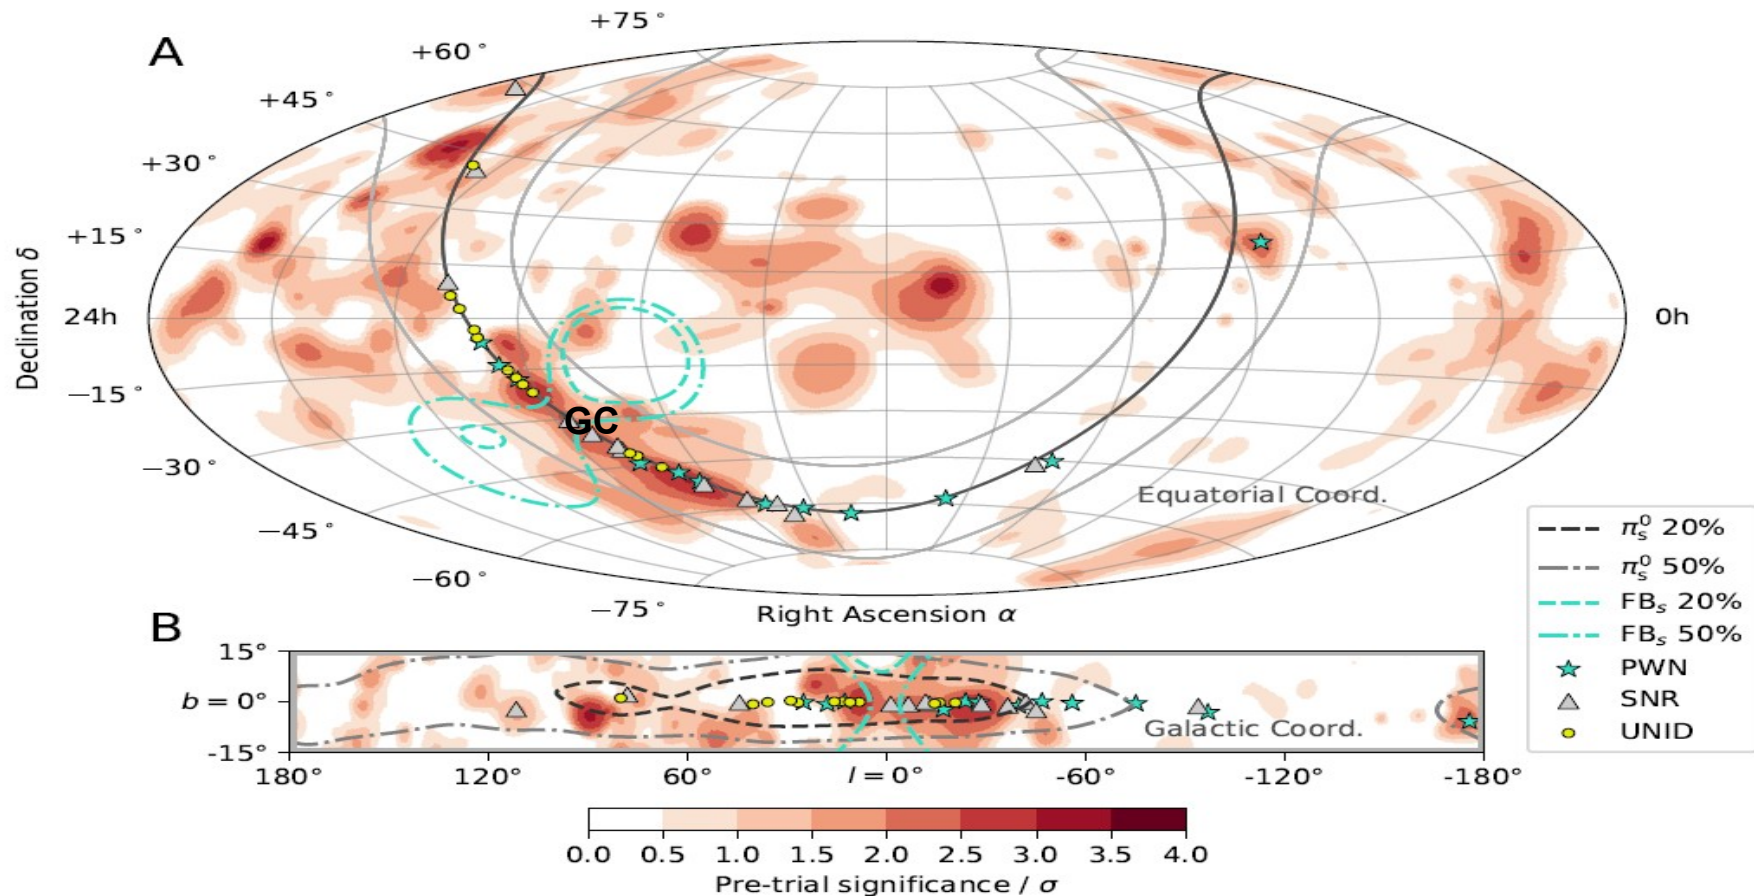 A
+75°
+60°
+45°
+30°
+15°
24h
0h
−15°
−30°
−45°
−60°
−75°
Declination δ
GC
Equatorial Coord.
Right Ascension α
B
15°
b = 0°
-15°
Galactic Coord.
180° 120° 60° l = 0° -60° -120° -180°
π⁰ₛ 20%
π⁰ₛ 50%
FBₛ 20%
FBₛ 50%
PWN
SNR
UNID
0.0 0.5 1.0 1.5 2.0 2.5 3.0 3.5 4.0
Pre-trial significance / σ